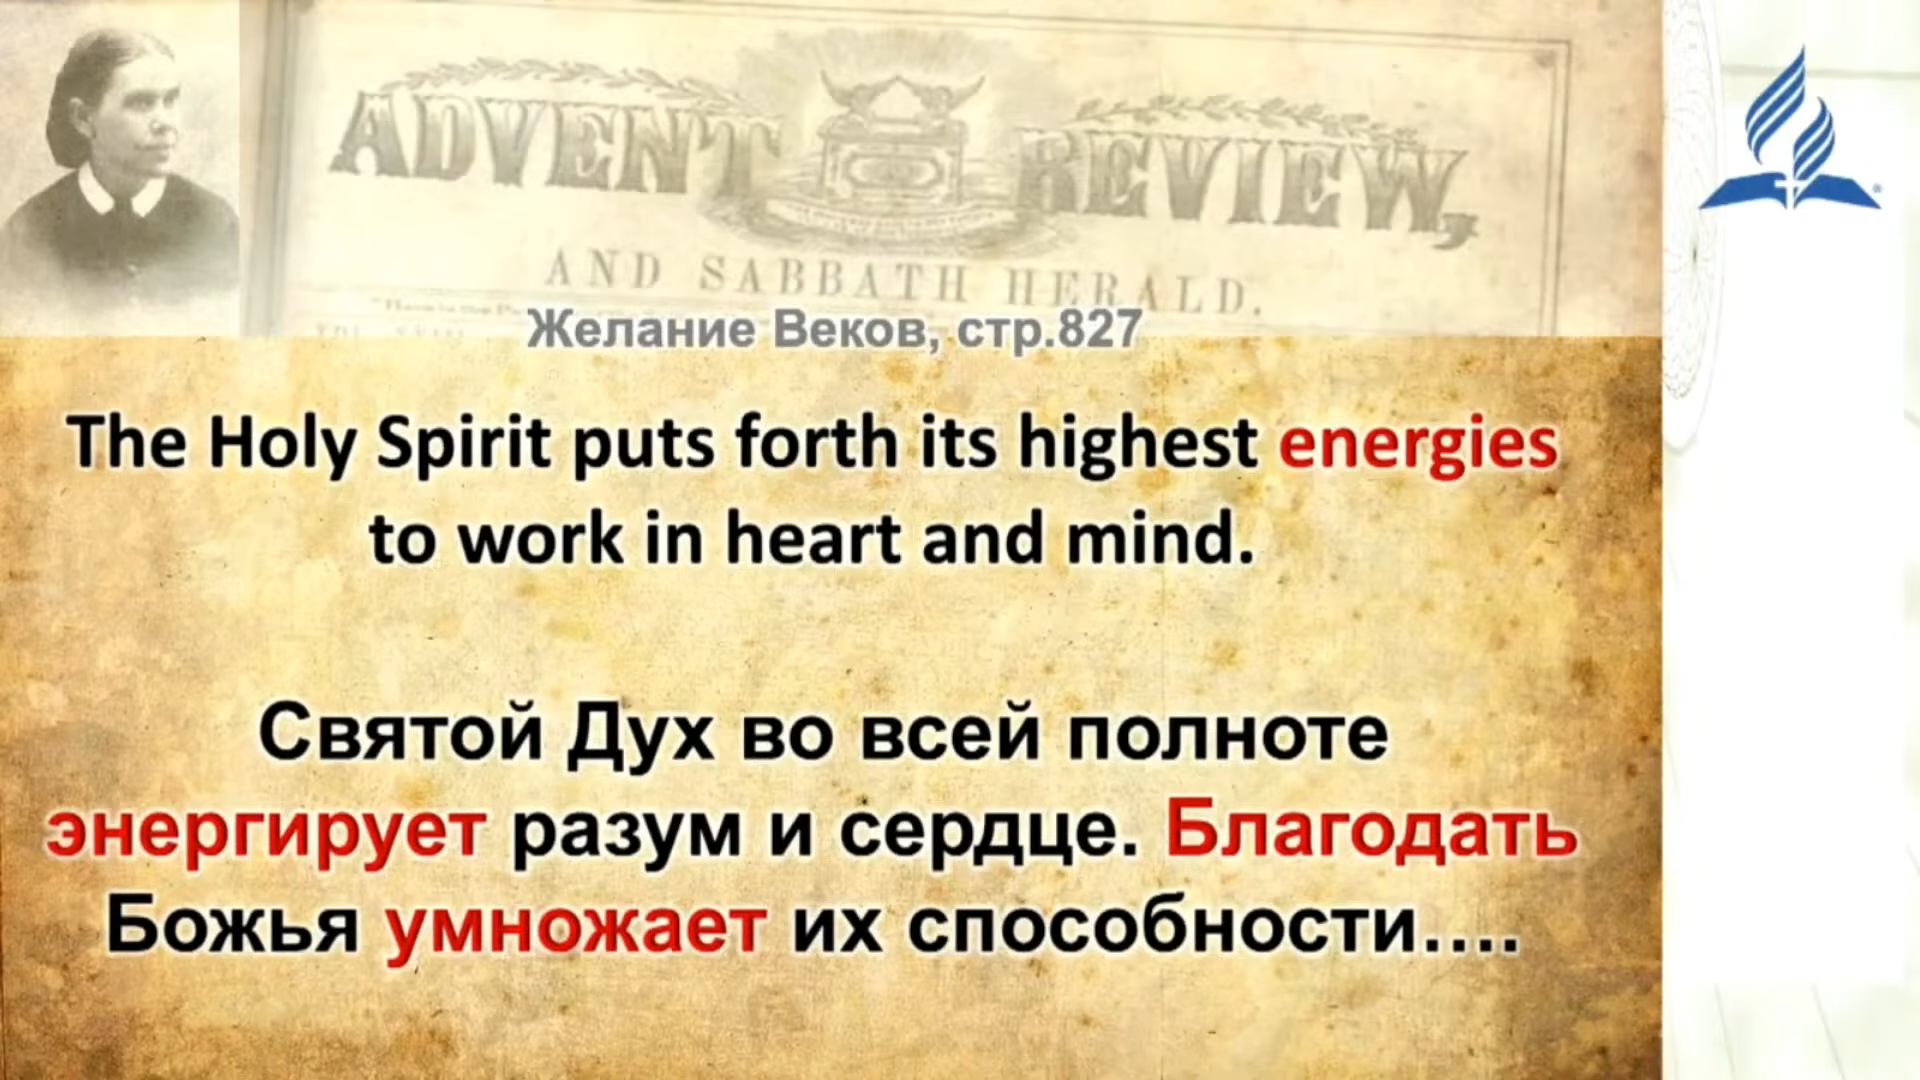 ADVENT REVIEW,
AND SABBATH HERALD.
Желание Веков, стр.827
The Holy Spirit puts forth its highest energies
to work in heart and mind.
Святой Дух во всей полноте
энергирует разум и сердце. Благодать
Божья умножает их способности....